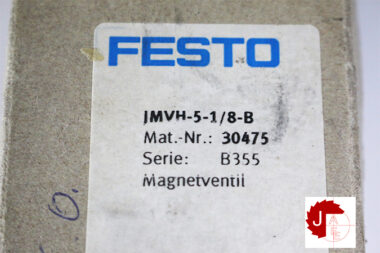 FESTO
JMVH-5-1/8-B
Mat.-Nr.: 30475
Serie: B355
Magnetventil